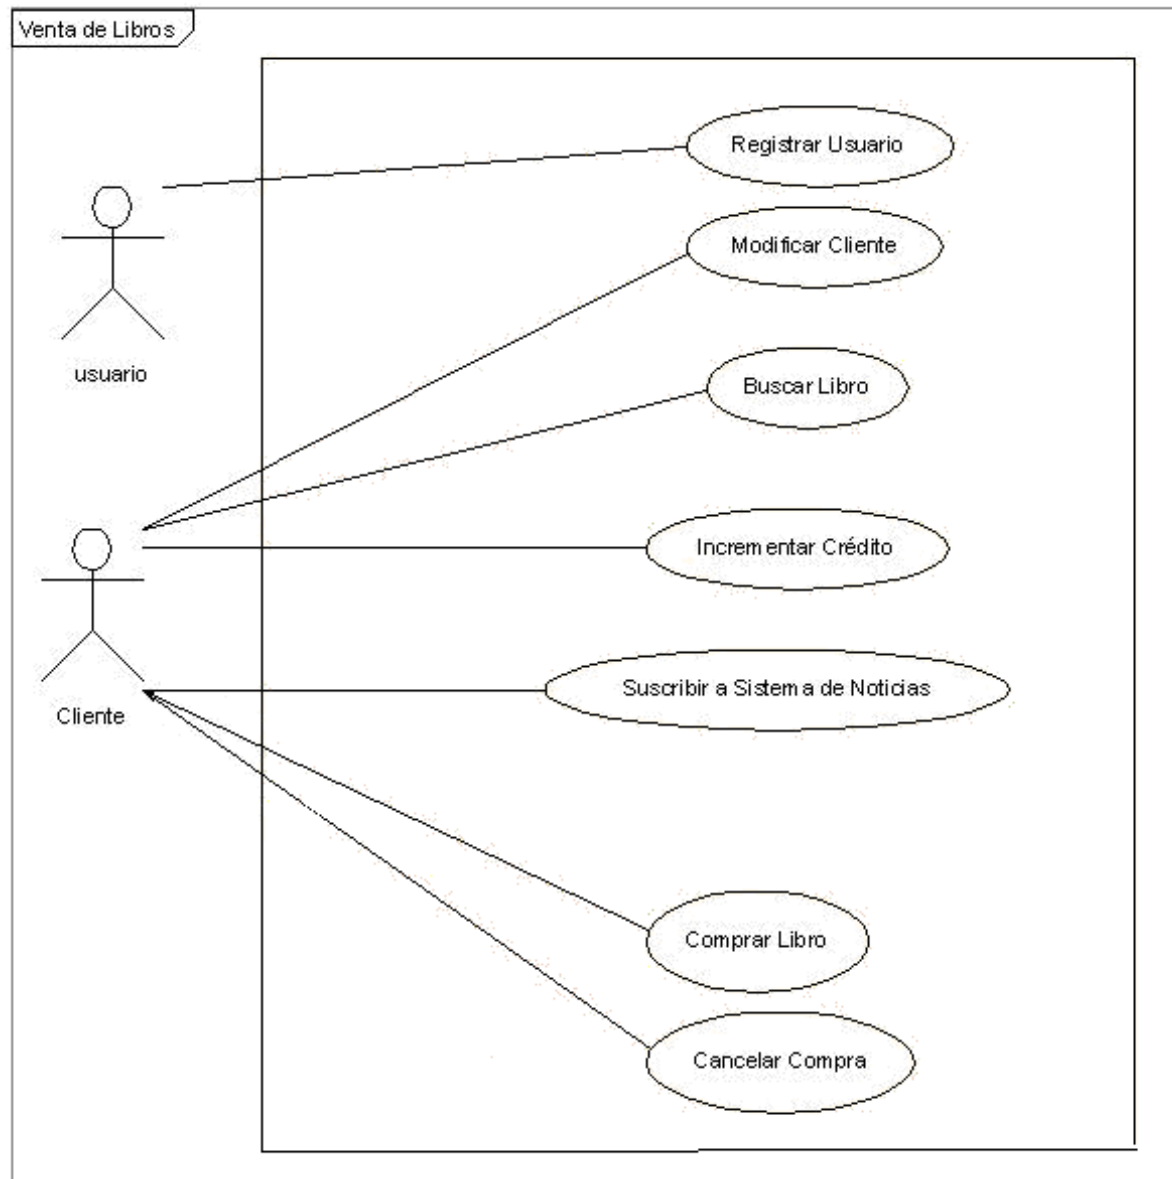 Venta de Libros
Registrar Usuario
Modificar Cliente
usuario
Buscar Libro
Incrementar Crédito
Suscribir a Sistema de Noticias
Cliente
Comprar Libro
Cancelar Compra